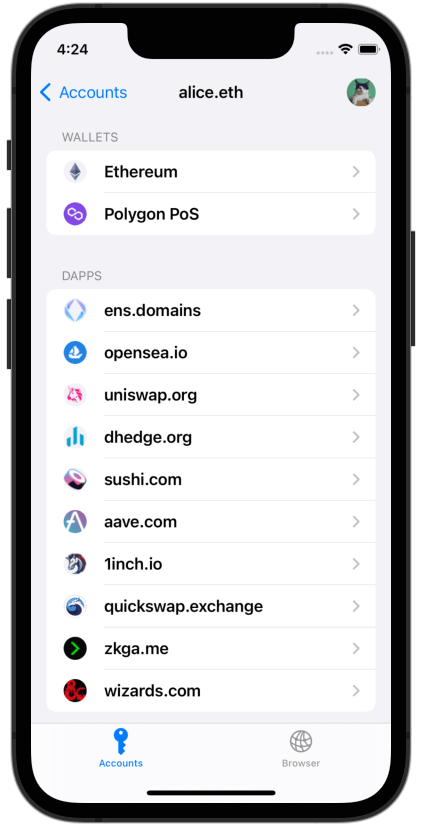 4:24
Accounts
alice.eth
WALLETS
Ethereum
Polygon PoS
DAPPS
ens.domains
opensea.io
uniswap.org
dhedge.org
sushi.com
aave.com
1inch.io
quickswap.exchange
zkga.me
wizards.com
Accounts
Browser